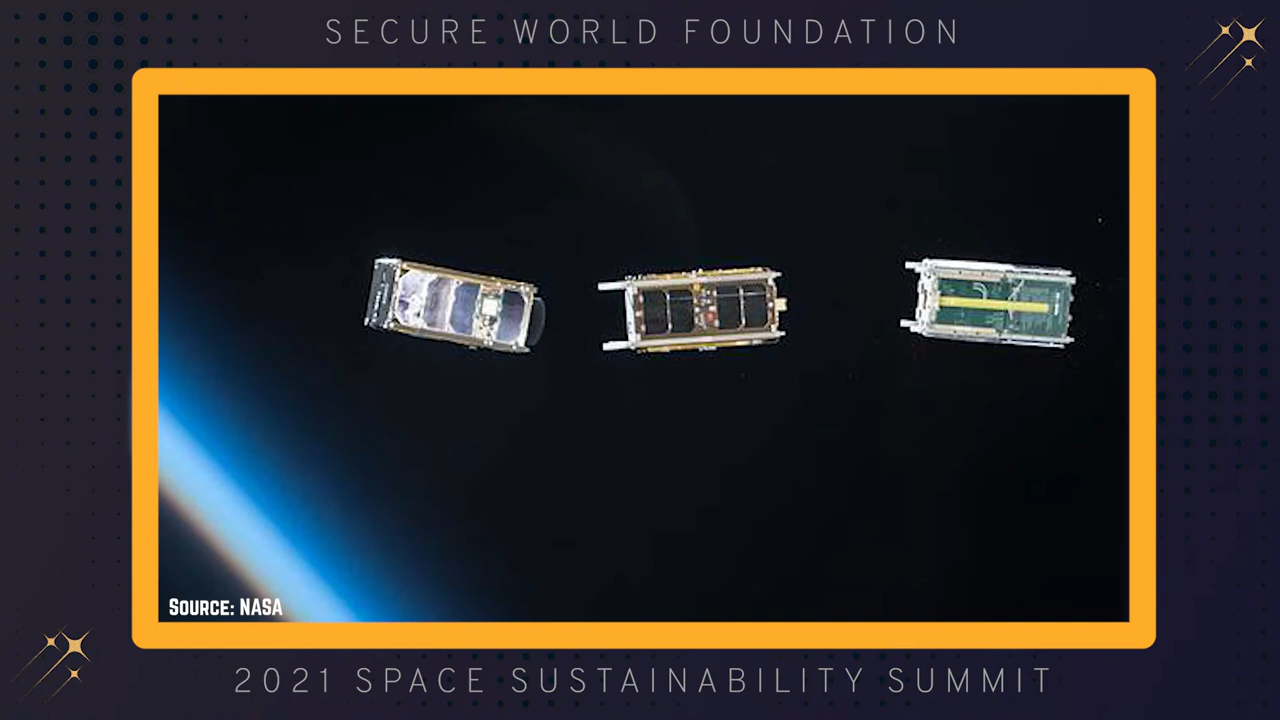 SECURE WORLD FOUNDATION
SOURCE: NASA
2021 SPACE SUSTAINABILITY SUMMIT